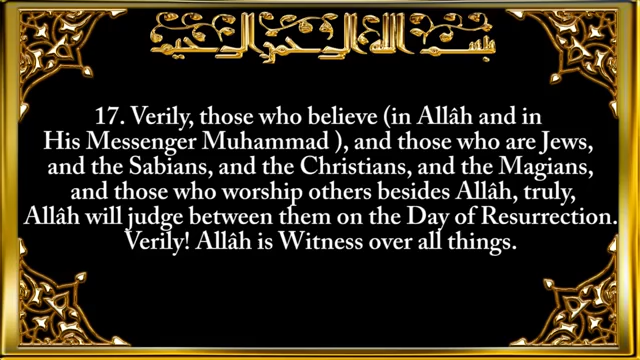 بسم الله الرحمن الرحيم
17. Verily, those who believe (in Allâh and in
His Messenger Muhammad ), and those who are Jews,
and the Sabians, and the Christians, and the Magians,
and those who worship others besides Allâh, truly,
Allâh will judge between them on the Day of Resurrection.
Verily! Allâh is Witness over all things.